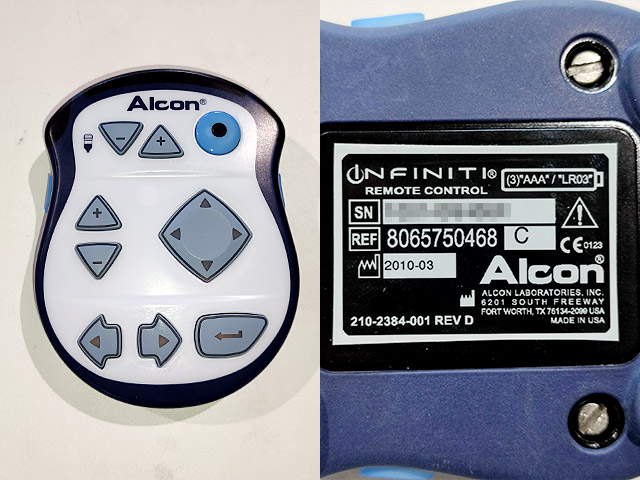 Alcon®
INFINITI® (3)"AAA" / "LR03"
REMOTE CONTROL
SN
REF 8065750468 C
CE 0123
2010-03
Alcon®
ALCON LABORATORIES, INC.
6201 SOUTH FREEWAY
FORT WORTH, TX 76134-2099 USA
210-2384-001 REV D MADE IN USA